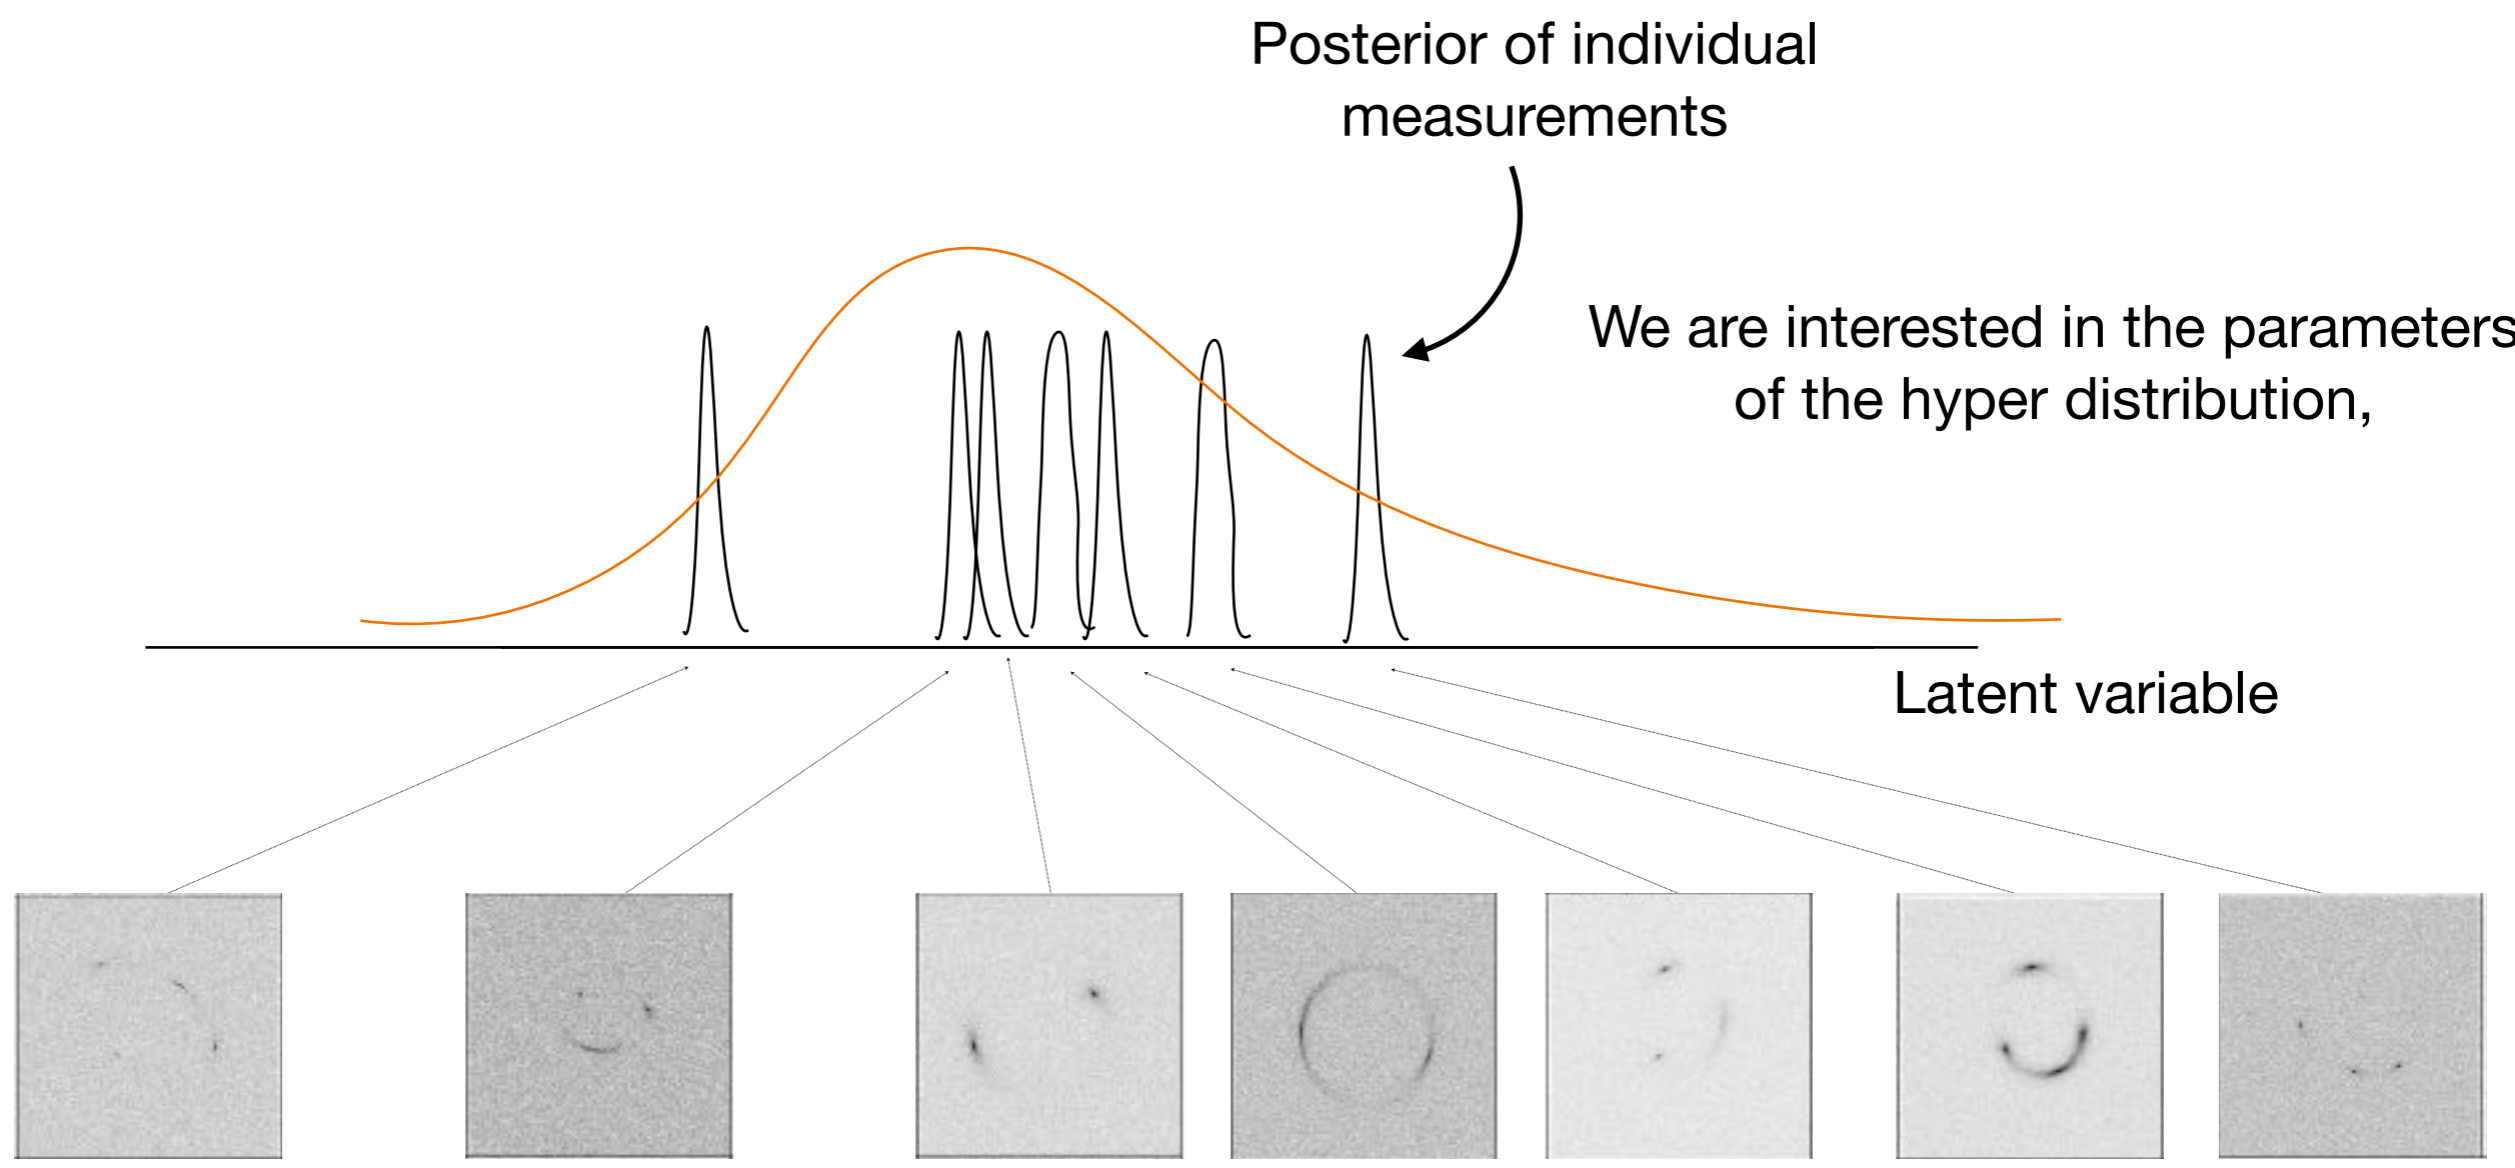 Posterior of individual
measurements
We are interested in the parameters
of the hyper distribution,
Latent variable